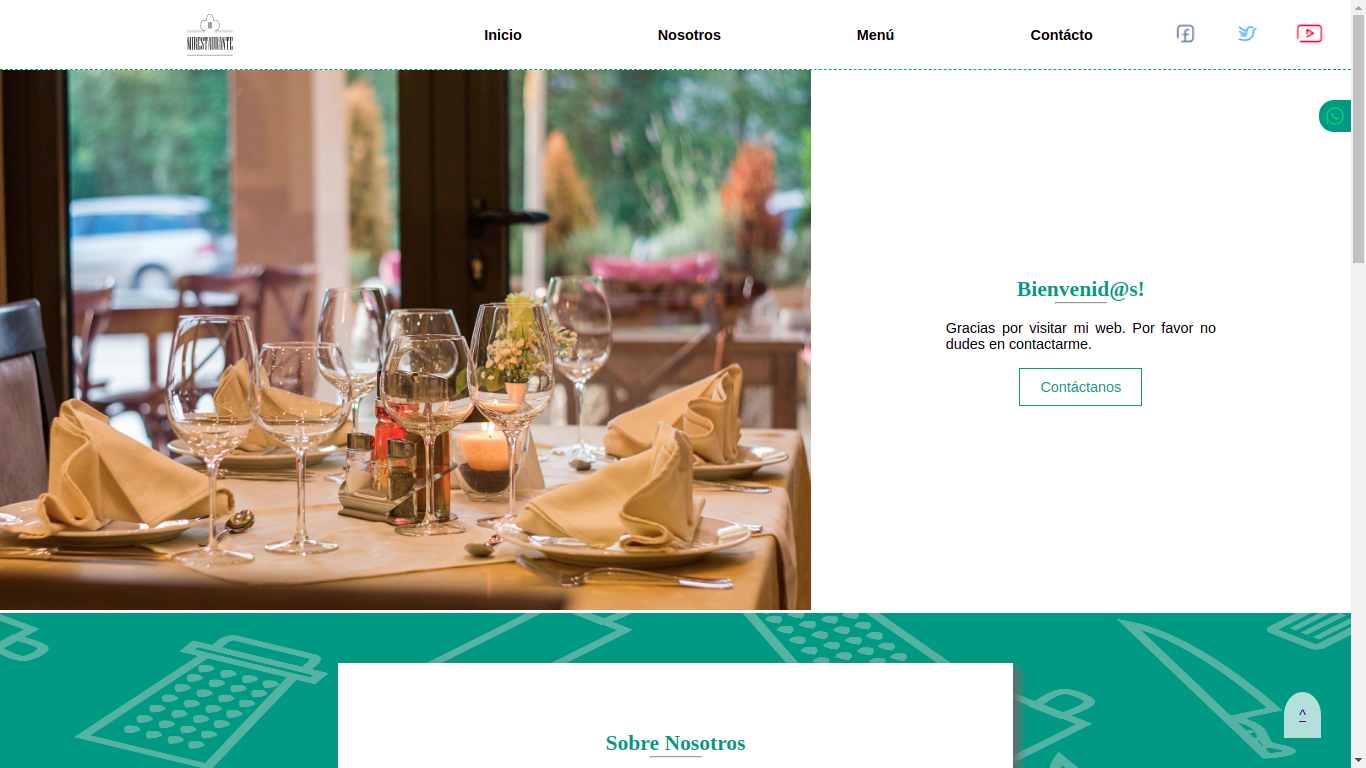 MIRESTAURANTE
Inicio
Nosotros
Menú
Contácto
Bienvenid@s!
Gracias por visitar mi web. Por favor no
dudes en contactarme.
Contáctanos
^
Sobre Nosotros